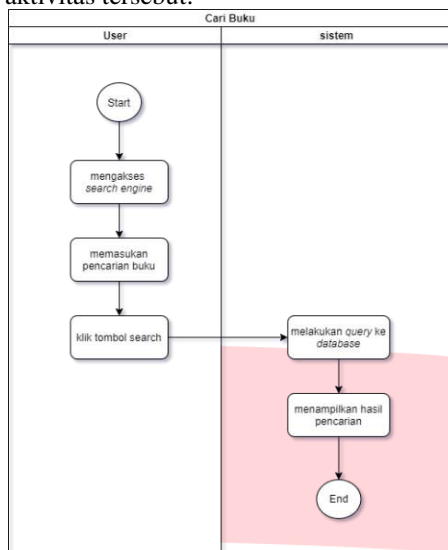 aktivitas tersebut.
Cari Buku
User
sistem
Start
mengakses
search engine
memasukan
pencarian buku
klik tombol search
melakukan query ke
database
menampilkan hasil
pencarian
End